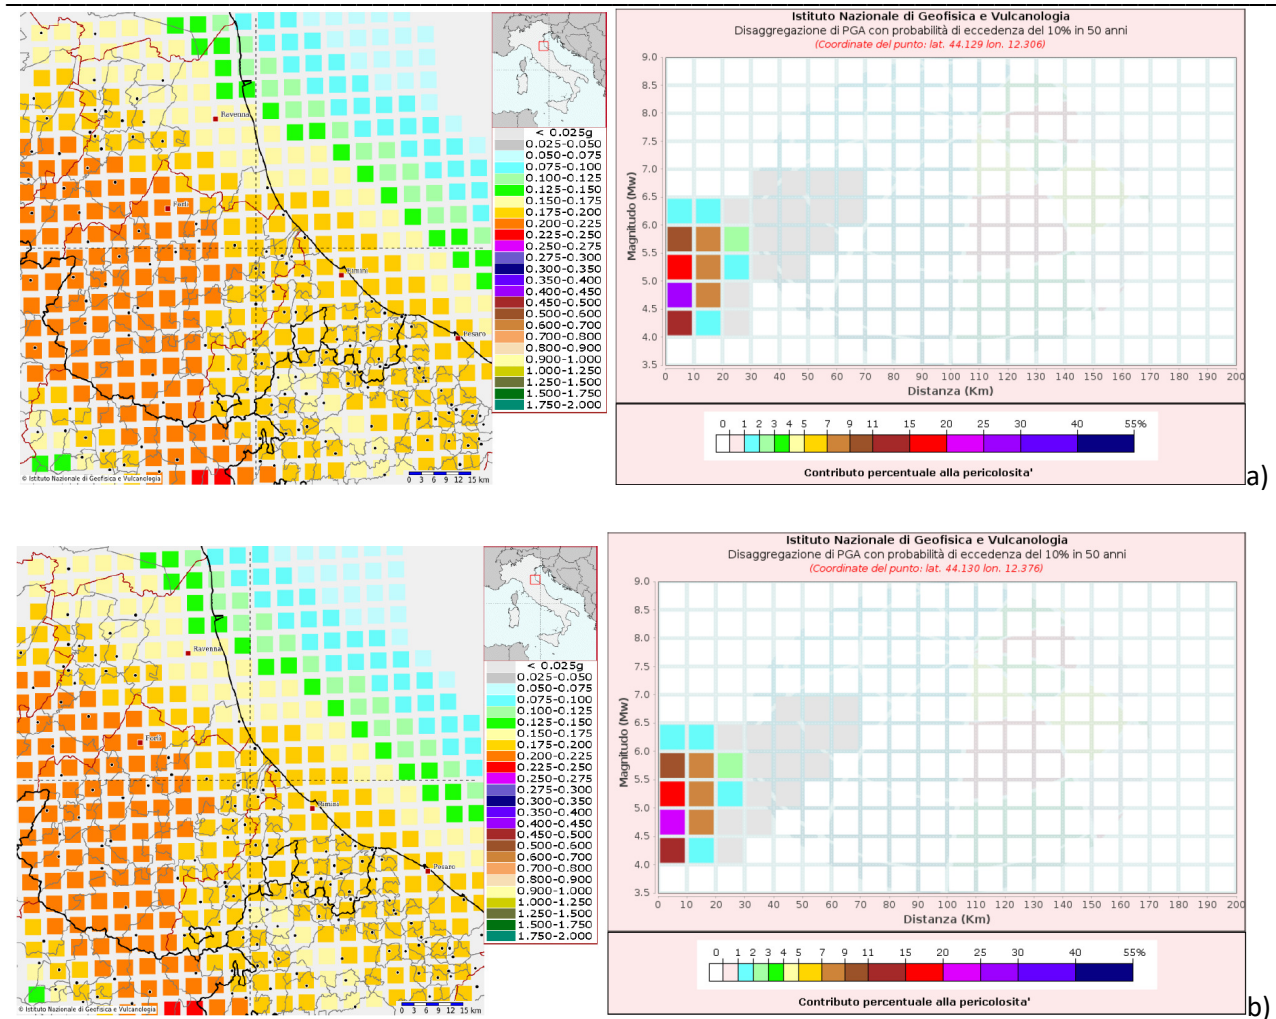 Ravenna
Forlì
Rimini
Pesaro
© Istituto Nazionale di Geofisica e Vulcanologia
0 3 6 9 12 15 km
< 0.025g
0.025-0.050
0.050-0.075
0.075-0.100
0.100-0.125
0.125-0.150
0.150-0.175
0.175-0.200
0.200-0.225
0.225-0.250
0.250-0.275
0.275-0.300
0.300-0.350
0.350-0.400
0.400-0.450
0.450-0.500
0.500-0.600
0.600-0.700
0.700-0.800
0.800-0.900
0.900-1.000
1.000-1.250
1.250-1.500
1.500-1.750
1.750-2.000
Istituto Nazionale di Geofisica e Vulcanologia
Disaggregazione di PGA con probabilità di eccedenza del 10% in 50 anni
(Coordinate del punto: lat. 44.129 lon. 12.306)
Magnitudo (Mw)
9.0
8.5
8.0
7.5
7.0
6.5
6.0
5.5
5.0
4.5
4.0
3.5
0 10 20 30 40 50 60 70 80 90 100 110 120 130 140 150 160 170 180 190 200
Distanza (Km)
0 1 2 3 4 5 7 9 11 15 20 25 30 40 55%
Contributo percentuale alla pericolosita'
a)
Ravenna
Forlì
Rimini
Pesaro
© Istituto Nazionale di Geofisica e Vulcanologia
0 3 6 9 12 15 km
< 0.025g
0.025-0.050
0.050-0.075
0.075-0.100
0.100-0.125
0.125-0.150
0.150-0.175
0.175-0.200
0.200-0.225
0.225-0.250
0.250-0.275
0.275-0.300
0.300-0.350
0.350-0.400
0.400-0.450
0.450-0.500
0.500-0.600
0.600-0.700
0.700-0.800
0.800-0.900
0.900-1.000
1.000-1.250
1.250-1.500
1.500-1.750
1.750-2.000
Istituto Nazionale di Geofisica e Vulcanologia
Disaggregazione di PGA con probabilità di eccedenza del 10% in 50 anni
(Coordinate del punto: lat. 44.130 lon. 12.376)
Magnitudo (Mw)
9.0
8.5
8.0
7.5
7.0
6.5
6.0
5.5
5.0
4.5
4.0
3.5
0 10 20 30 40 50 60 70 80 90 100 110 120 130 140 150 160 170 180 190 200
Distanza (Km)
0 1 2 3 4 5 7 9 11 15 20 25 30 40 55%
Contributo percentuale alla pericolosita'
b)